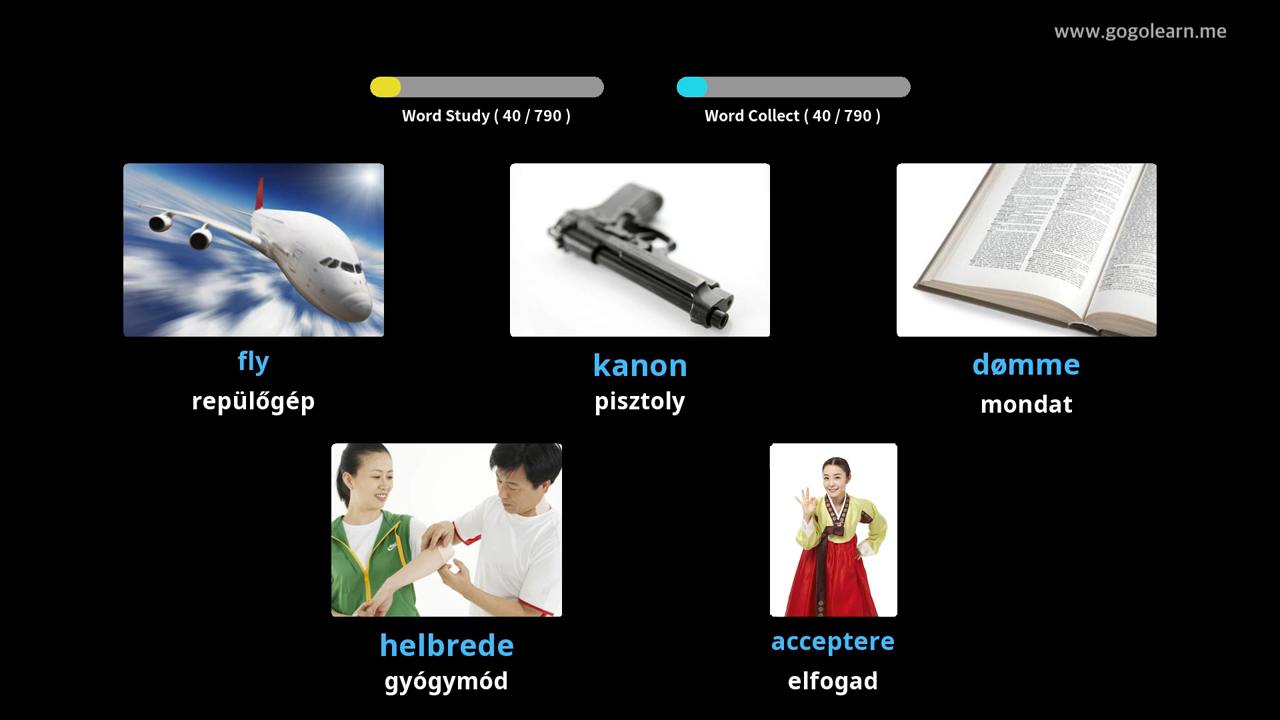 www.gogolearn.me
Word Study ( 40 / 790 )
Word Collect ( 40 / 790 )
fly
repülőgép
kanon
pisztoly
dømme
mondat
helbrede
gyógymód
acceptere
elfogad